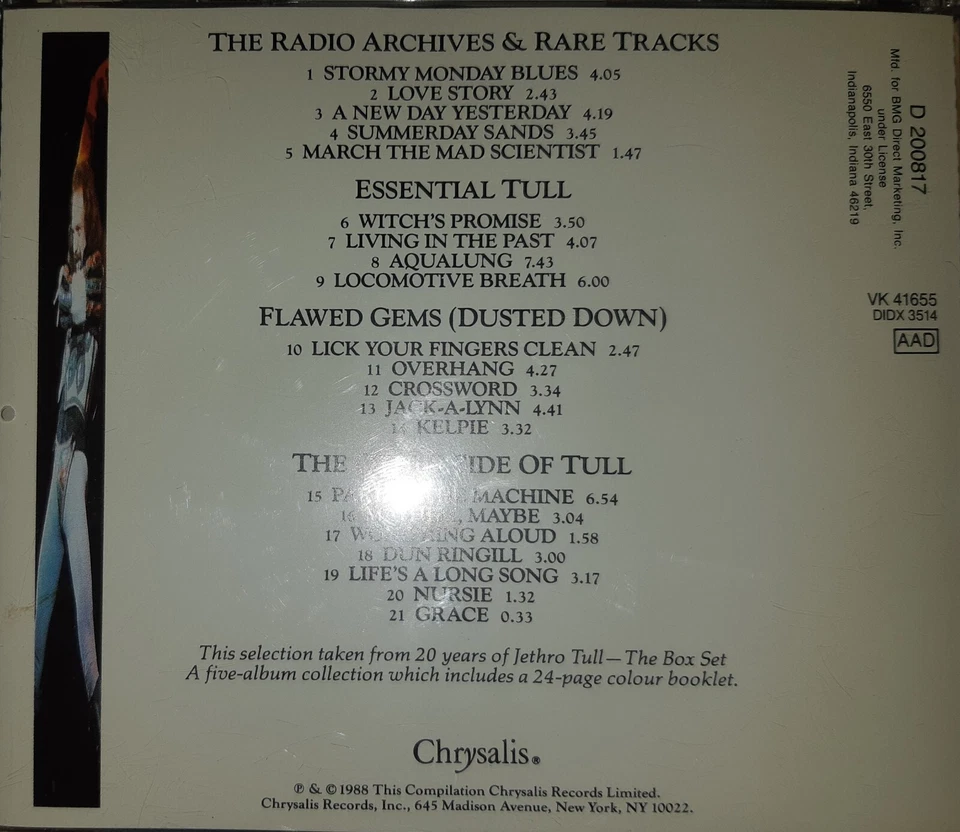 THE RADIO ARCHIVES & RARE TRACKS
1 STORMY MONDAY BLUES 4.05
2 LOVE STORY 2.43
3 A NEW DAY YESTERDAY 4.19
4 SUMMERDAY SANDS 3.45
5 MARCH THE MAD SCIENTIST 1.47
ESSENTIAL TULL
6 WITCH'S PROMISE 3.50
7 LIVING IN THE PAST 4.07
8 AQUALUNG 7.43
9 LOCOMOTIVE BREATH 6.00
FLAWED GEMS (DUSTED DOWN)
10 LICK YOUR FINGERS CLEAN 2.47
11 OVERHANG 4.27
12 CROSSWORD 3.34
13 JACK-A-LYNN 4.41
14 KELPIE 3.32
THE OF TULL
15 MACHINE 6.54
16 MAYBE 3.04
17 ALOUD 1.58
18 DUN RINGILL 3.00
19 LIFE'S A LONG SONG 3.17
20 NURSIE 1.32
21 GRACE 0.33
This selection taken from 20 years of Jethro Tull—The Box Set
A five-album collection which includes a 24-page colour booklet.
Chrysalis®
℗ & © 1988 This Compilation Chrysalis Records Limited.
Chrysalis Records, Inc., 645 Madison Avenue, New York, NY 10022.
D 200817
Mfd. for BMG Direct Marketing, Inc.
under License
6550 East 30th Street,
Indianapolis, Indiana 46219
VK 41655
DIDX 3514
AAD